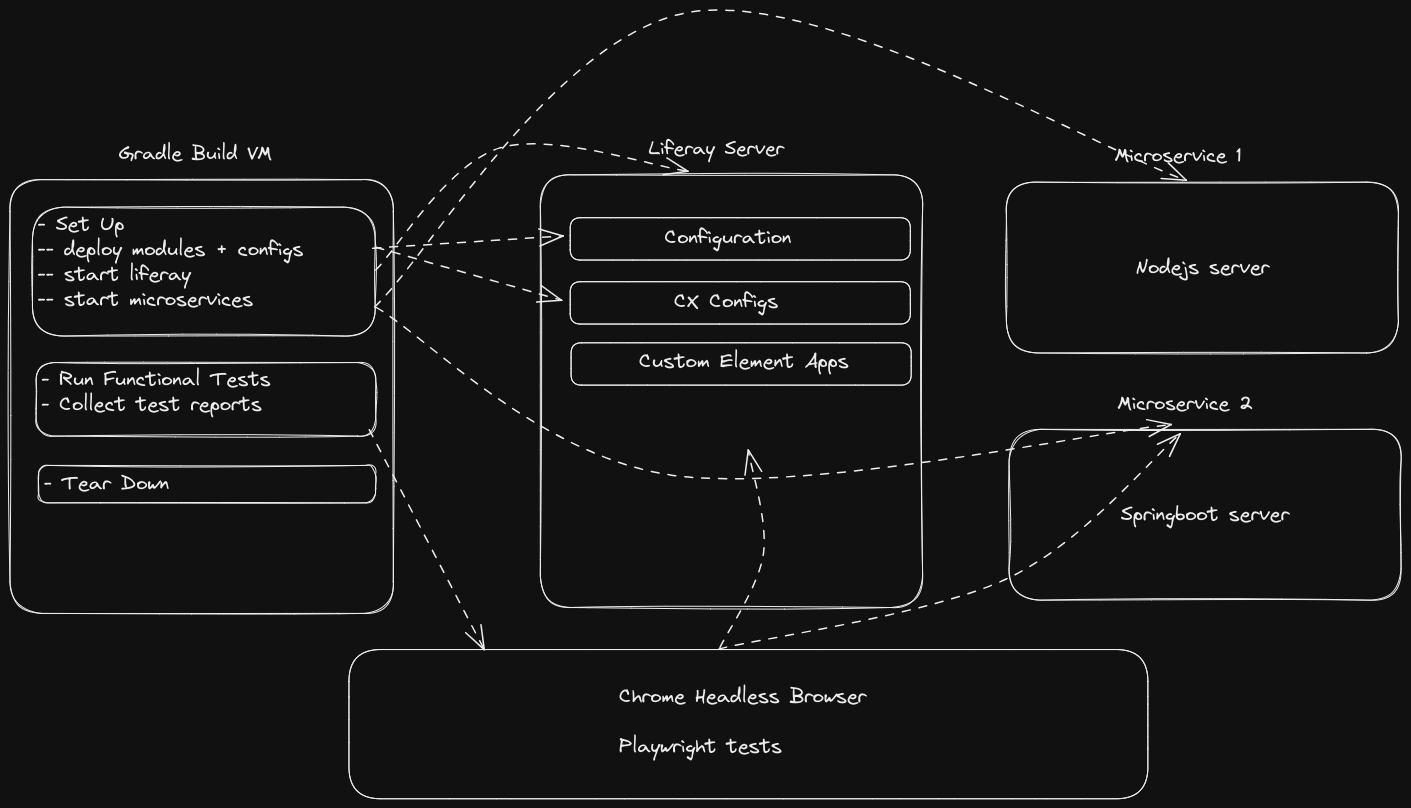 Gradle Build VM
- Set Up
-- deploy modules + configs
-- start liferay
-- start microservices
- Run Functional Tests
- Collect test reports
- Tear Down
Liferay Server
Configuration
CX Configs
Custom Element Apps
Microservice 1
Nodejs server
Microservice 2
Springboot server
Chrome Headless Browser
Playwright tests